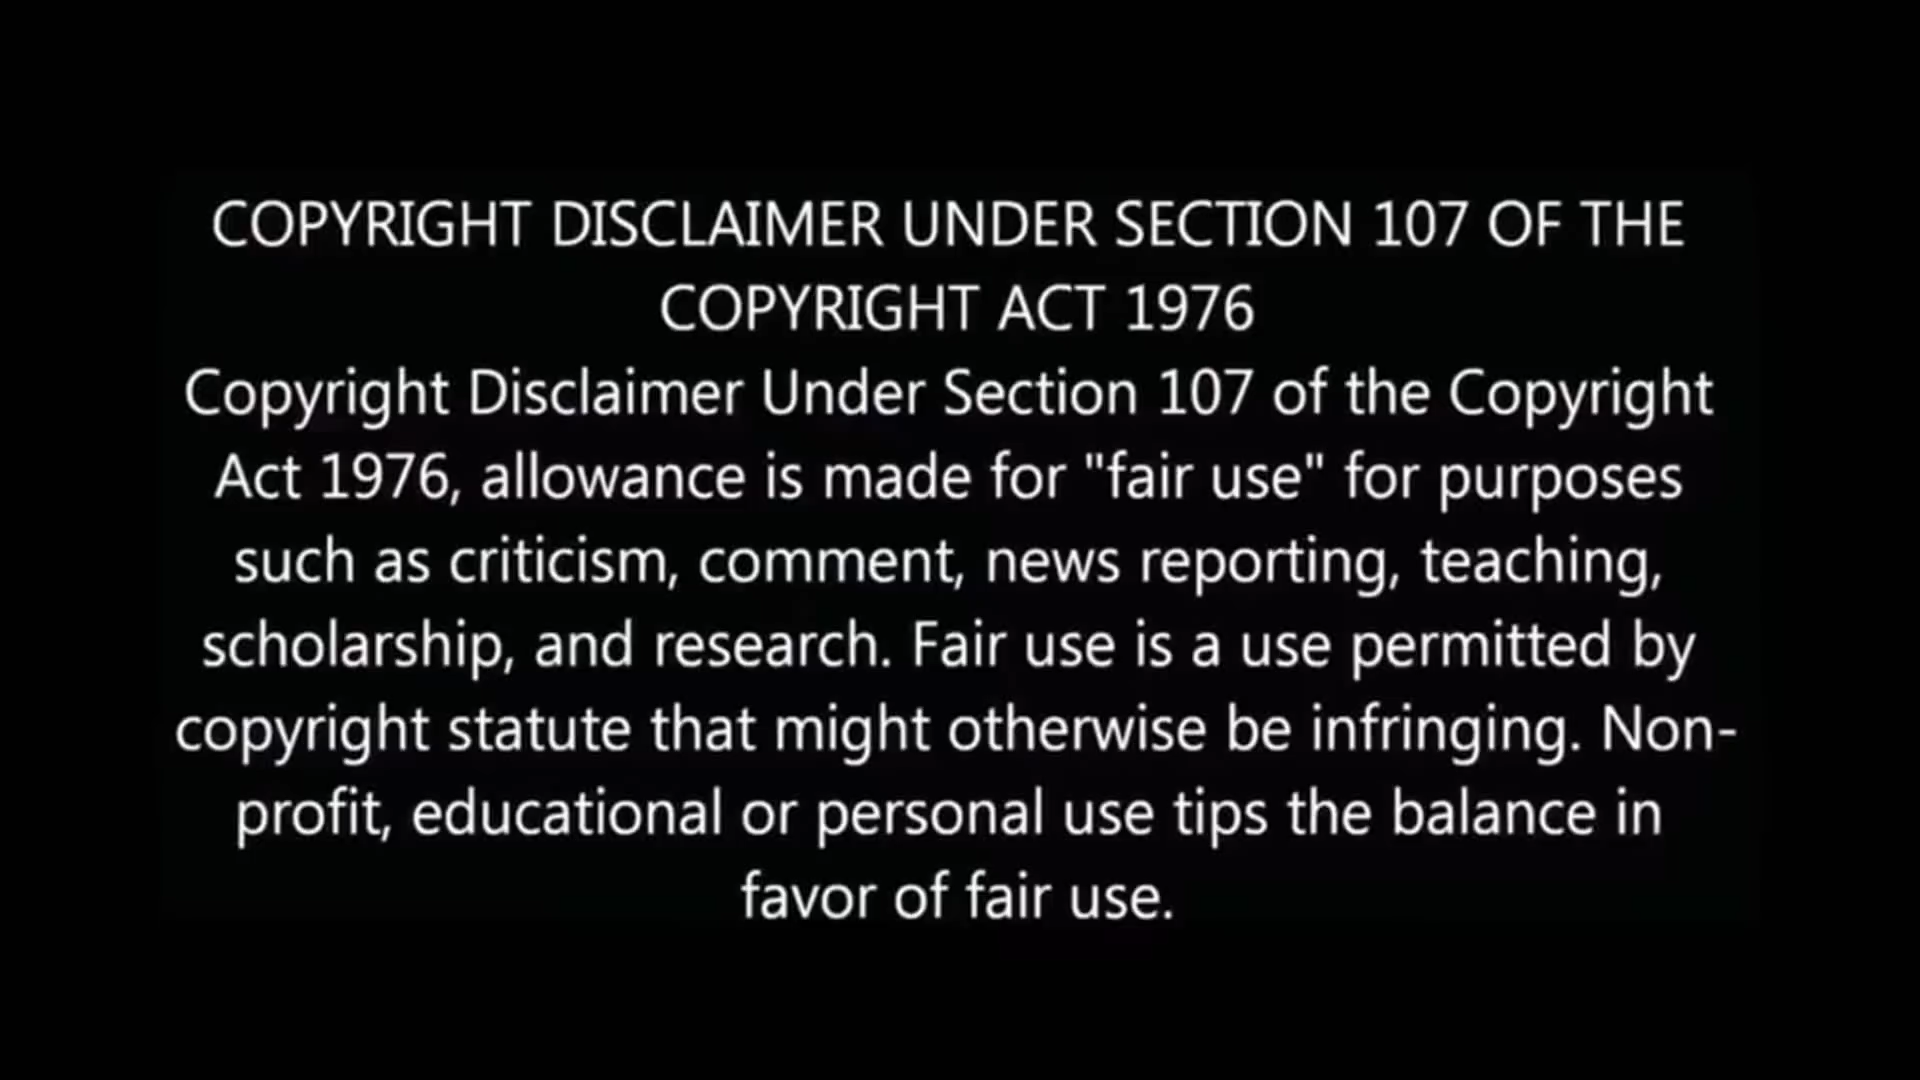 COPYRIGHT DISCLAIMER UNDER SECTION 107 OF THE
COPYRIGHT ACT 1976
Copyright Disclaimer Under Section 107 of the Copyright
Act 1976, allowance is made for "fair use" for purposes
such as criticism, comment, news reporting, teaching,
scholarship, and research. Fair use is a use permitted by
copyright statute that might otherwise be infringing. Non-
profit, educational or personal use tips the balance in
favor of fair use.